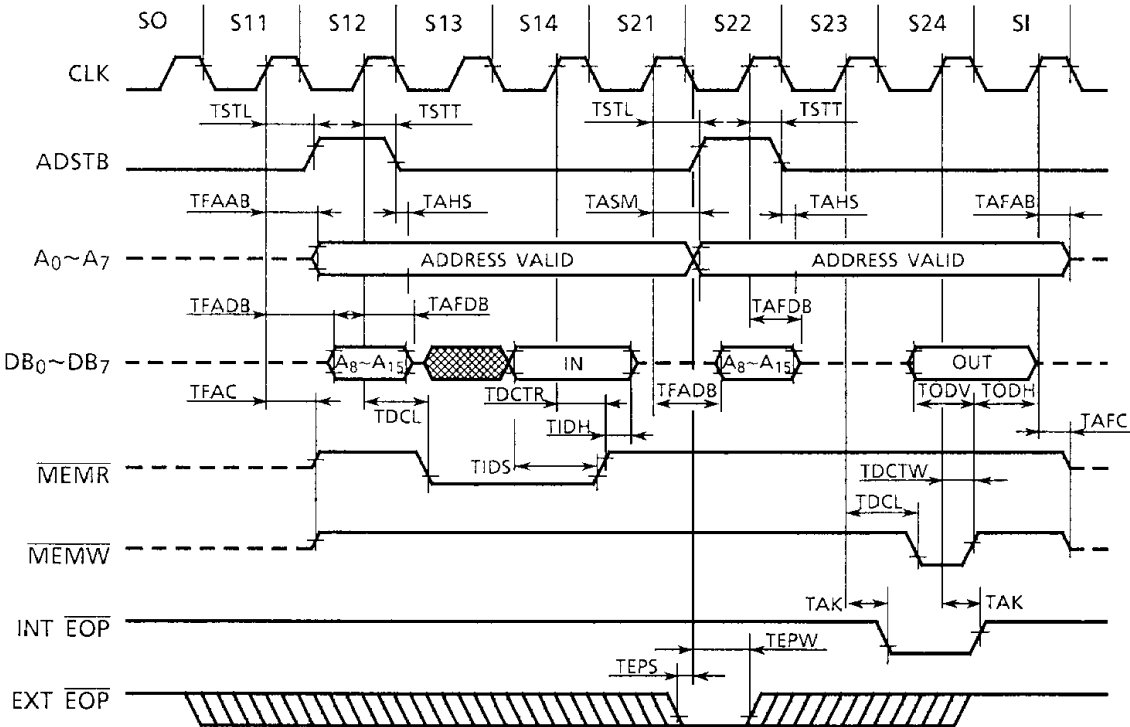 SO S11 S12 S13 S14 S21 S22 S23 S24 SI
CLK
TSTL TSTT TSTL TSTT
ADSTB
TFAAB TAHS TASM TAHS TAFAB
A0~A7 ADDRESS VALID ADDRESS VALID
TFADB TAFDB TAFDB
DB0~DB7 A8~A15 IN A8~A15 OUT
TFAC TDCL TDCTR TFADB TODV TODH
TIDH TAFC
MEMR TIDS TDCTW
TDCL
MEMW
TAK TAK
INT EOP
TEPW
TEPS
EXT EOP